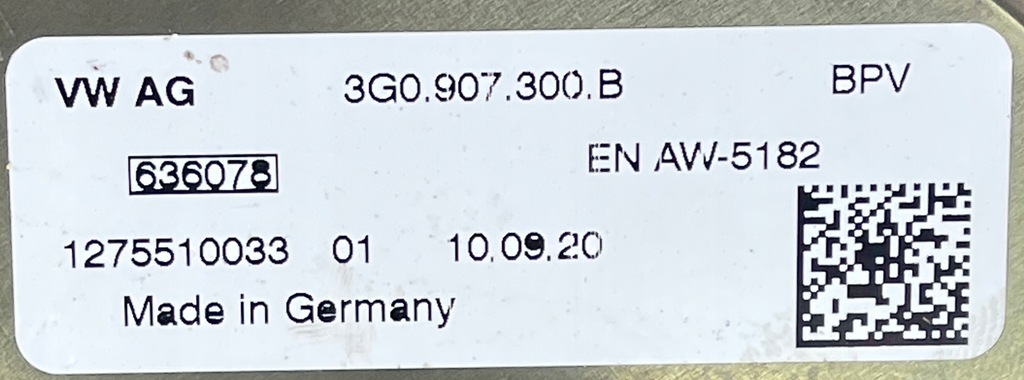 VW AG 3G0.907.300.B BPV
636078 EN AW-5182
1275510033 01 10.09.20
Made in Germany